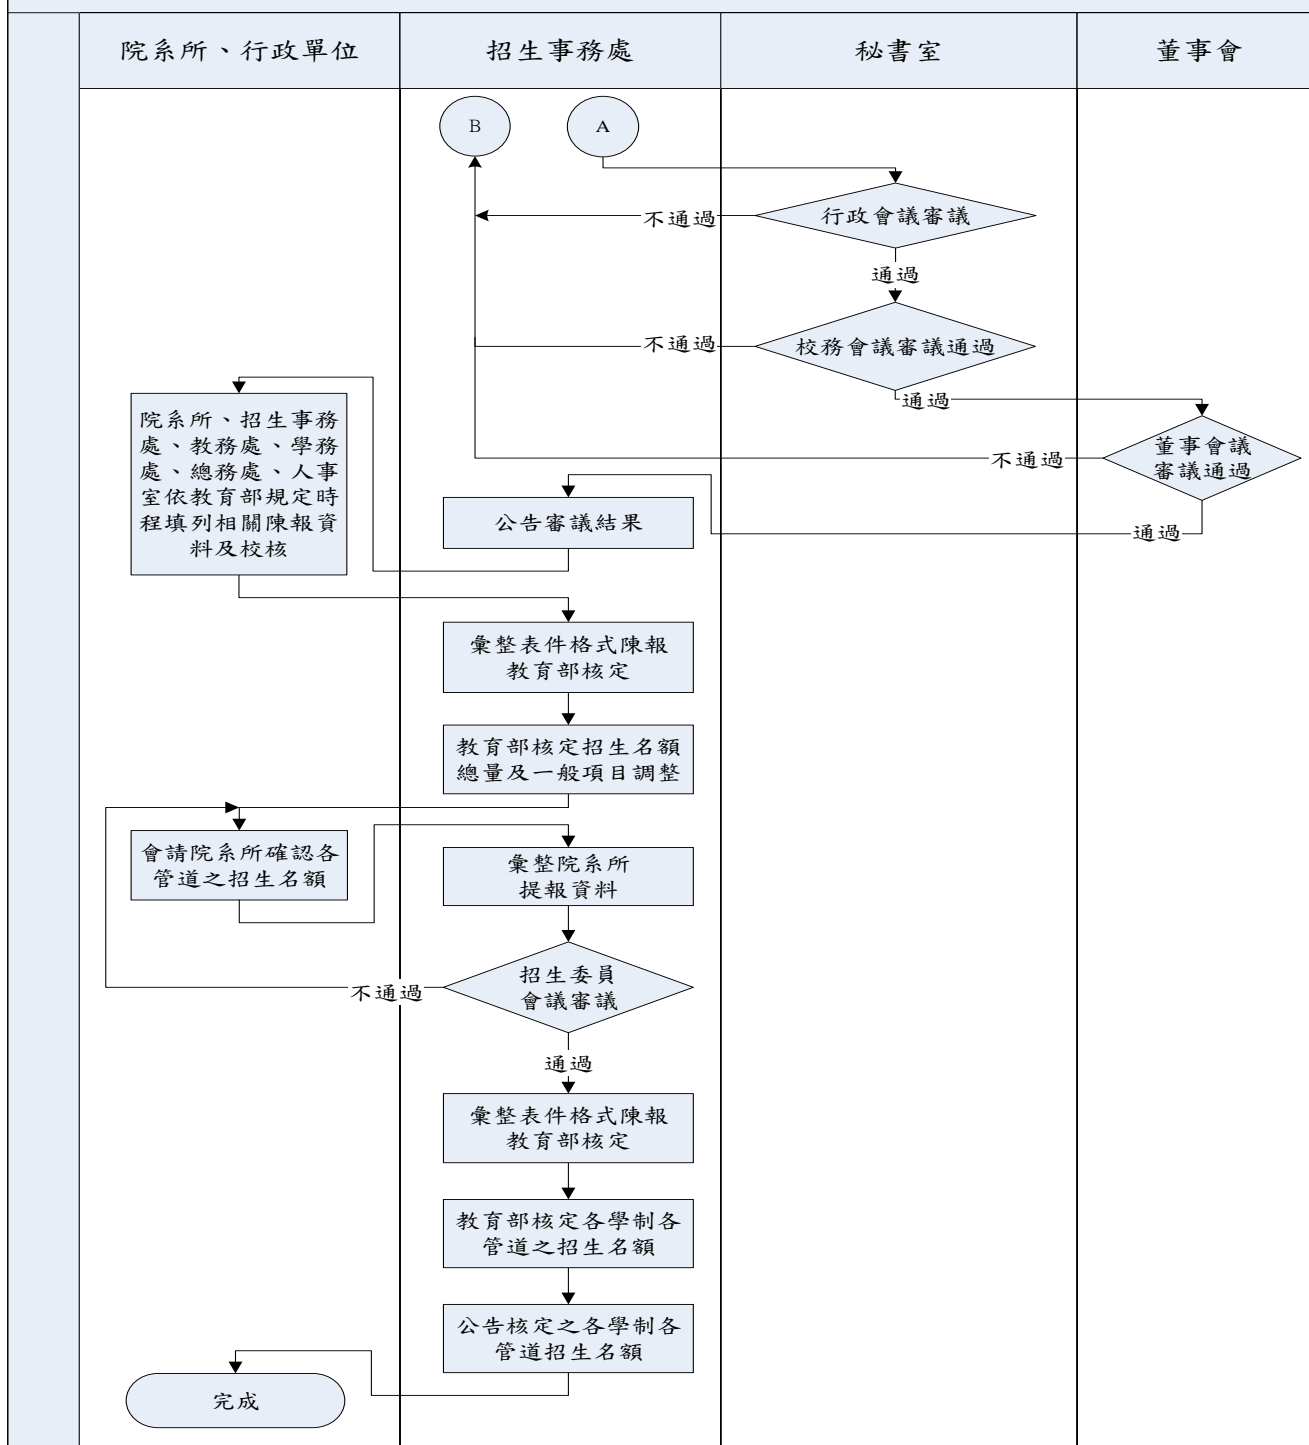 院系所、行政單位
招生事務處
秘書室
董事會
B
A
行政會議審議
不通過
通過
校務會議審議通過
不通過
通過
院系所、招生事務
處、教務處、學務
處、總務處、人事
室依教育部規定時
程填列相關陳報資
料及校核
董事會議
審議通過
不通過
公告審議結果
通過
彙整表件格式陳報
教育部核定
教育部核定招生名額
總量及一般項目調整
會請院系所確認各
管道之招生名額
彙整院系所
提報資料
招生委員
會議審議
不通過
通過
彙整表件格式陳報
教育部核定
教育部核定各學制各
管道之招生名額
公告核定之各學制各
管道招生名額
完成